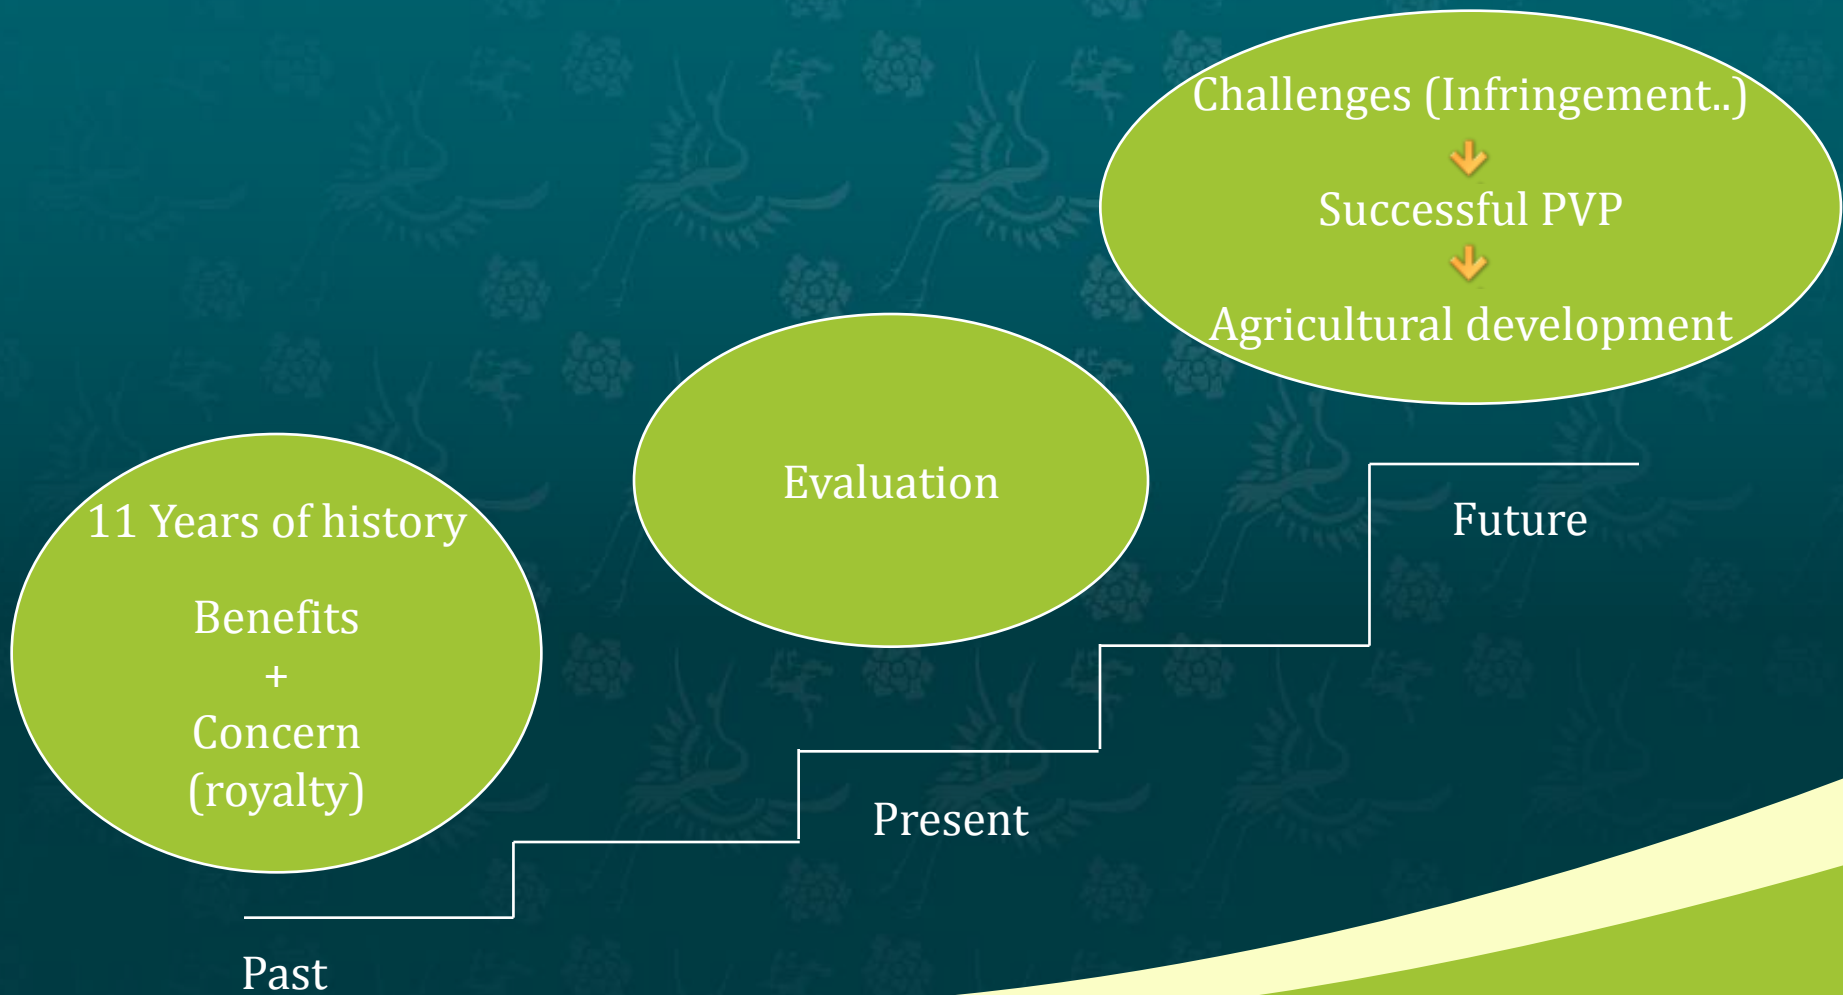 11 Years of history
Benefits
+
Concern
(royalty)
Past
Evaluation
Present
Challenges (Infringement..)
Successful PVP
Agricultural development
Future